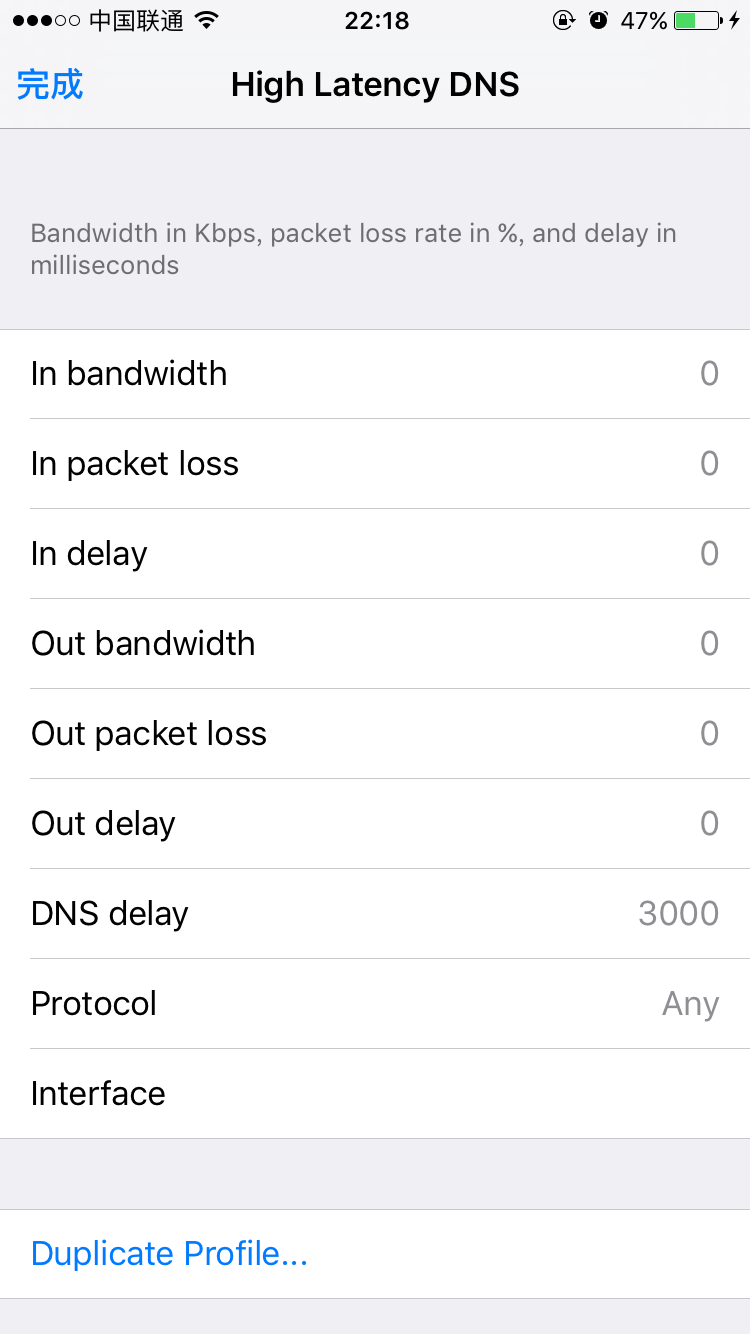 中国联通 22:18 47%
完成 High Latency DNS
Bandwidth in Kbps, packet loss rate in %, and delay in
milliseconds
In bandwidth 0
In packet loss 0
In delay 0
Out bandwidth 0
Out packet loss 0
Out delay 0
DNS delay 3000
Protocol Any
Interface
Duplicate Profile...